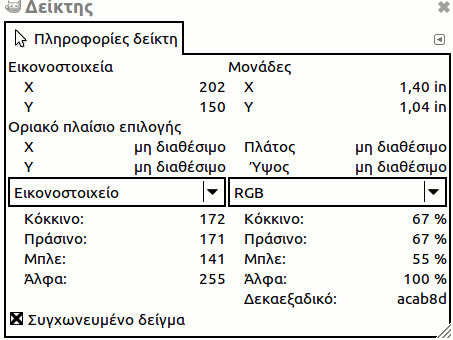 Δείκτης
Πληροφορίες δείκτη
Εικονοστοιχεία Μονάδες
X 202 X 1,40 in
Y 150 Y 1,04 in
Οριακό πλαίσιο επιλογής
X μη διαθέσιμο Πλάτος μη διαθέσιμο
Y μη διαθέσιμο Ύψος μη διαθέσιμο
Εικονοστοιχείο RGB
Κόκκινο: 172 Κόκκινο: 67 %
Πράσινο: 171 Πράσινο: 67 %
Μπλε: 141 Μπλε: 55 %
Άλφα: 255 Άλφα: 100 %
Δεκαεξαδικό: acab8d
Συγχωνευμένο δείγμα